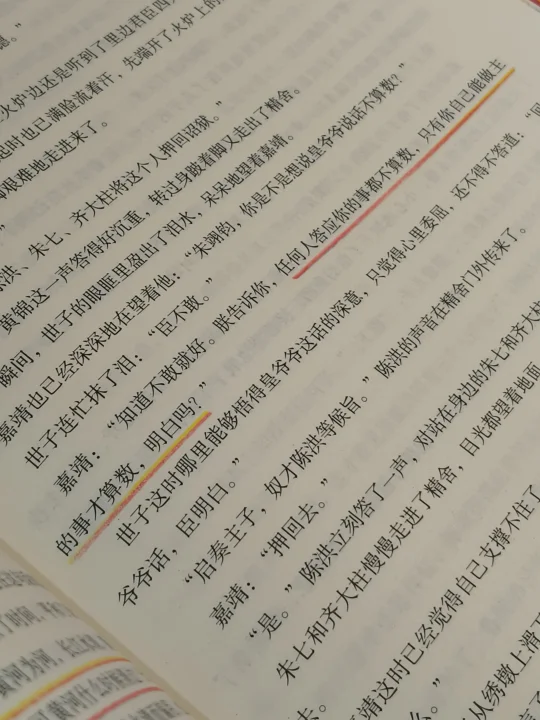 火炉边还是听到了里边君臣四
时也已满脸流着汗，先端开了火炉上的
艰难地走进来了。
洪、朱七、齐大柱将这个人押回诏狱。”
黄锦这一声答得好沉重，转过身跛着脚又走出了精舍。
瞬间，世子的眼眶里盈出了泪水，呆呆地望着嘉靖。
嘉靖也已经深深地在望着他：“朱翊钧，你是不是想说皇爷爷说话不算数？”
世子连忙抹了泪：“臣不敢。”
嘉靖：“知道不敢就好。朕告诉你，任何人答应你的事都不算数，只有你自己能做主
的事才算数，明白吗？”
世子这时哪里能够悟得皇爷爷这话的深意，只觉得心里委屈，还不得不答道：
爷爷话，臣明白。”
“启奏主子，奴才陈洪等候旨。”陈洪的声音在精舍门外传来了。
嘉靖：“押回去。”
“是。”陈洪立刻答了一声，对站在身边的朱七和齐大柱
朱七和齐大柱慢慢走进了精舍，目光都望着地面
靖这时已经觉得自己支撑不住了
从绣墩上滑下